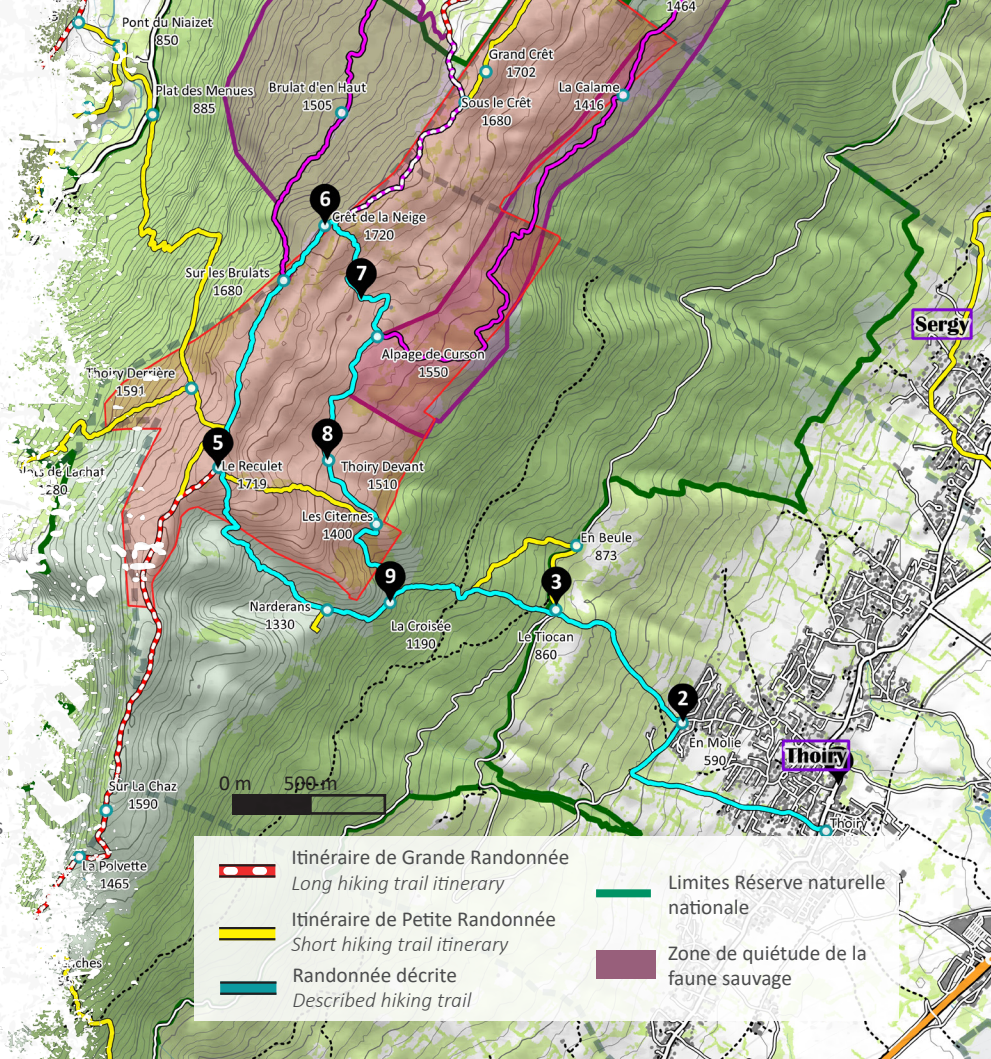 1464
Pont du Niaizet
850
Grand Crêt
1702
Plat des Menues
885
Brulat d'en Haut
1505
La Calame
1416
Sous le Crêt
1680
6
Crêt de la Neige
1720
Sur les Brulats
1680
7
Sergy
Alpage de Curson
1550
Thoiry Derrière
1591
5
8
Le Reculet
1719
Thoiry Devant
1510
de Lachat
Les Citernes
1400
En Beule
873
9
3
Narderans
1330
La Croisée
1190
Le Tiocan
860
2
En Molie
590
Thoiry
Sur La Chaz
1590
0 m 500 m
Thoiry
485
La Polvette
1465
Itinéraire de Grande Randonnée
Long hiking trail itinerary
Itinéraire de Petite Randonnée
Short hiking trail itinerary
Randonnée décrite
Described hiking trail
Limites Réserve naturelle
nationale
Zone de quiétude de la
faune sauvage